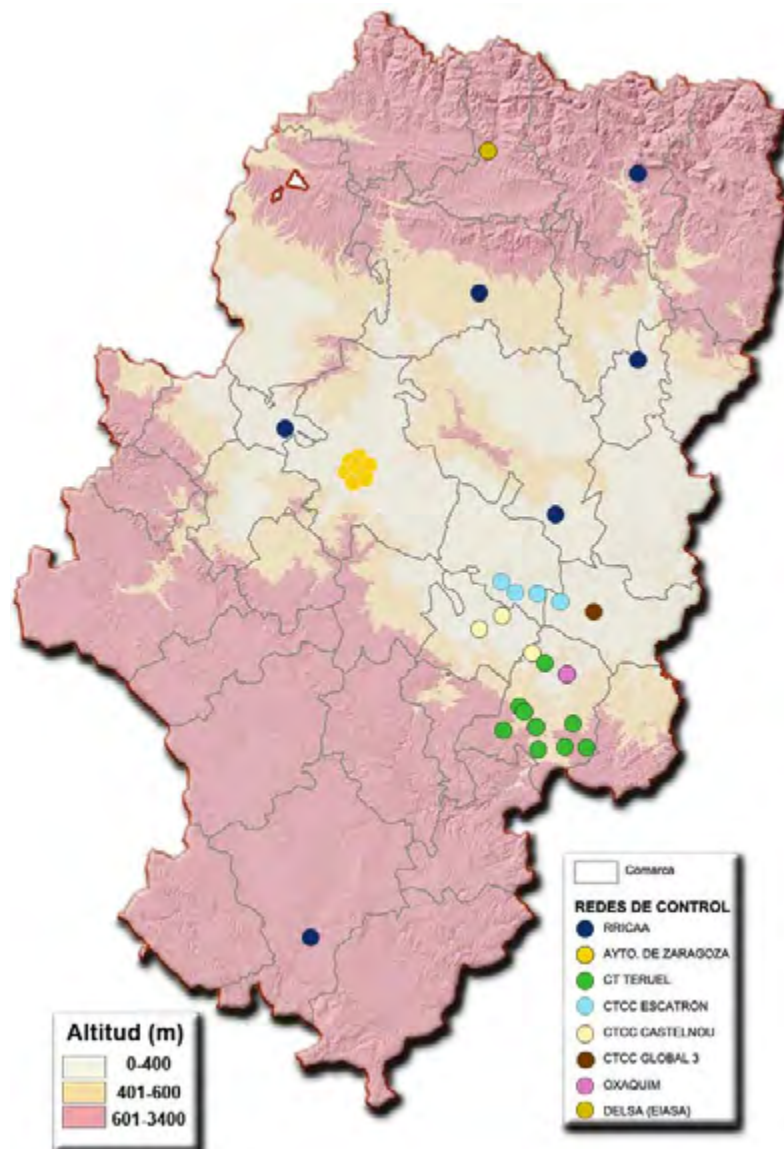 Comarca
REDES DE CONTROL
RRICAA
AYTO. DE ZARAGOZA
CT TERUEL
CTCC ESCATRON
CTCC CASTELNOU
CTCC GLOBAL 3
OXAQUIM
DELSA (EIASA)
Altitud (m)
0-400
401-600
601-3400